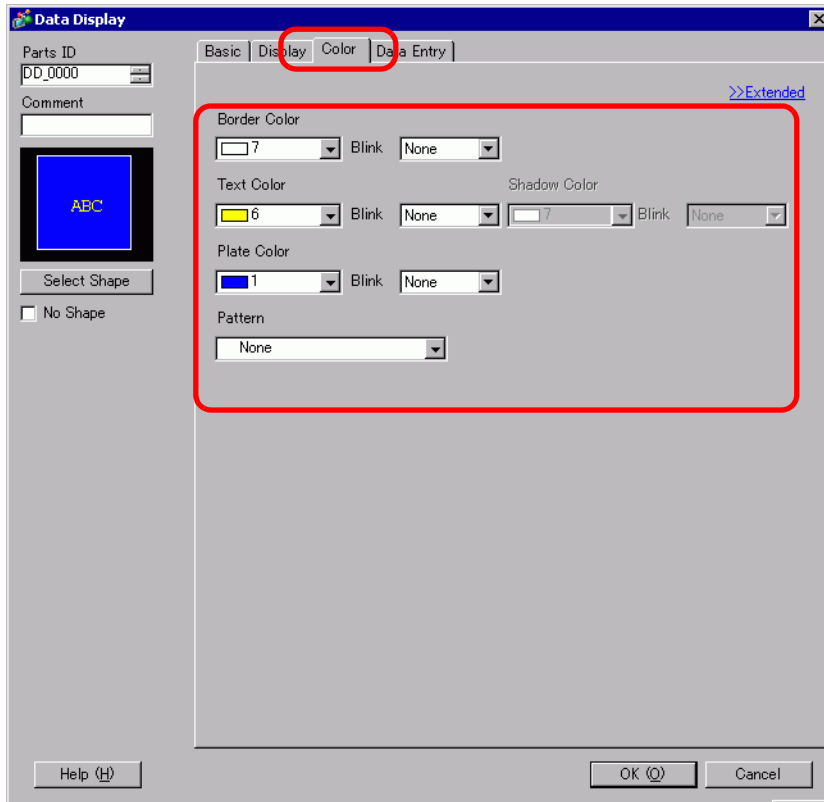 Data Display
Parts ID
DD_0000
Comment
ABC
Select Shape
No Shape
Basic Display Color Data Entry
>>Extended
Border Color
7 Blink None
Text Color Shadow Color
6 Blink None 7 Blink None
Plate Color
1 Blink None
Pattern
None
Help (H) OK (O) Cancel